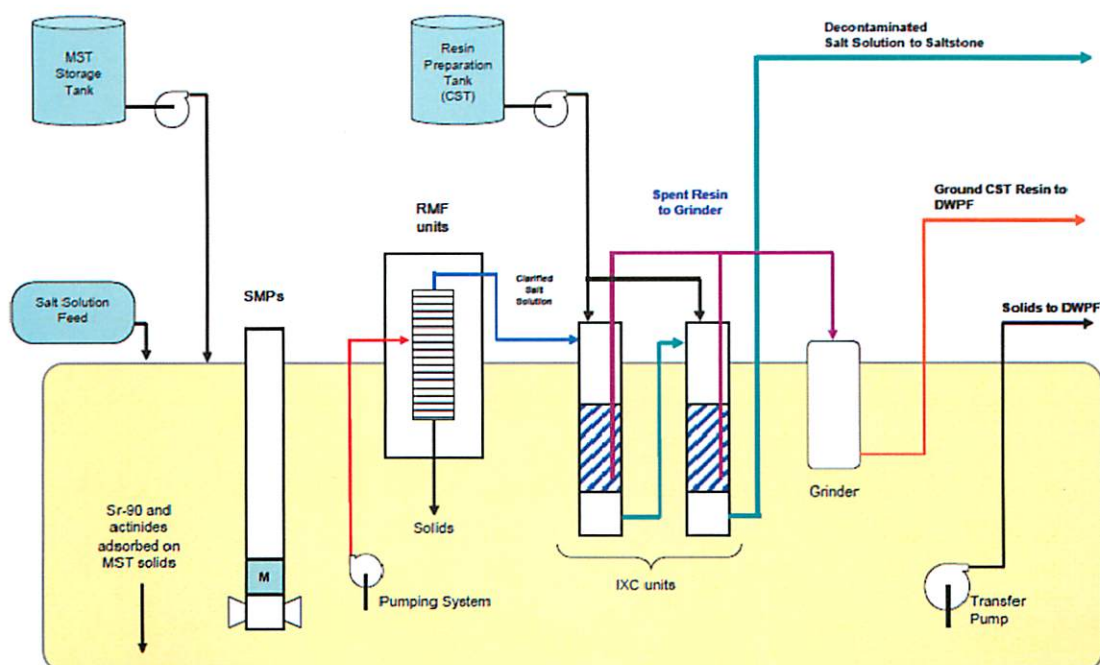 MST
Storage
Tank
Resin
Preparation
Tank
(CST)
Decontaminated
Salt Solution to Saltstone
Spent Resin
to Grinder
Ground CST Resin to
DWPF
RMF
units
Clarified
Salt
Solution
SMPs
Salt Solution
Feed
Solids to DWPF
Grinder
Sr-90 and
actinides
adsorbed on
MST solids
Solids
M
IXC units
Pumping System
Transfer
Pump